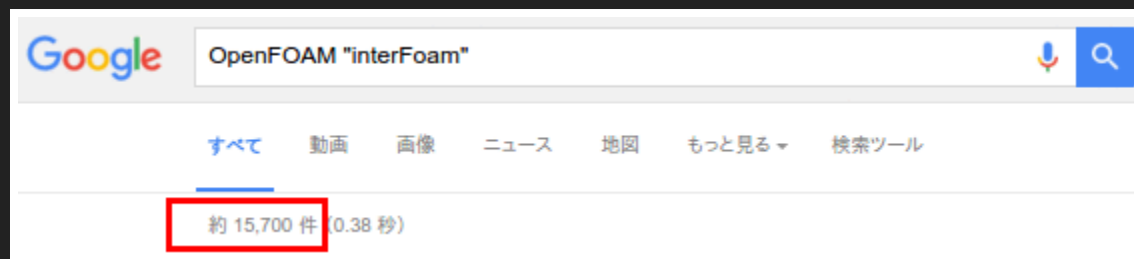 Google OpenFOAM "interFoam"
すべて 動画 画像 ニュース 地図 もっと見る 検索ツール
約 15,700 件 (0.38 秒)